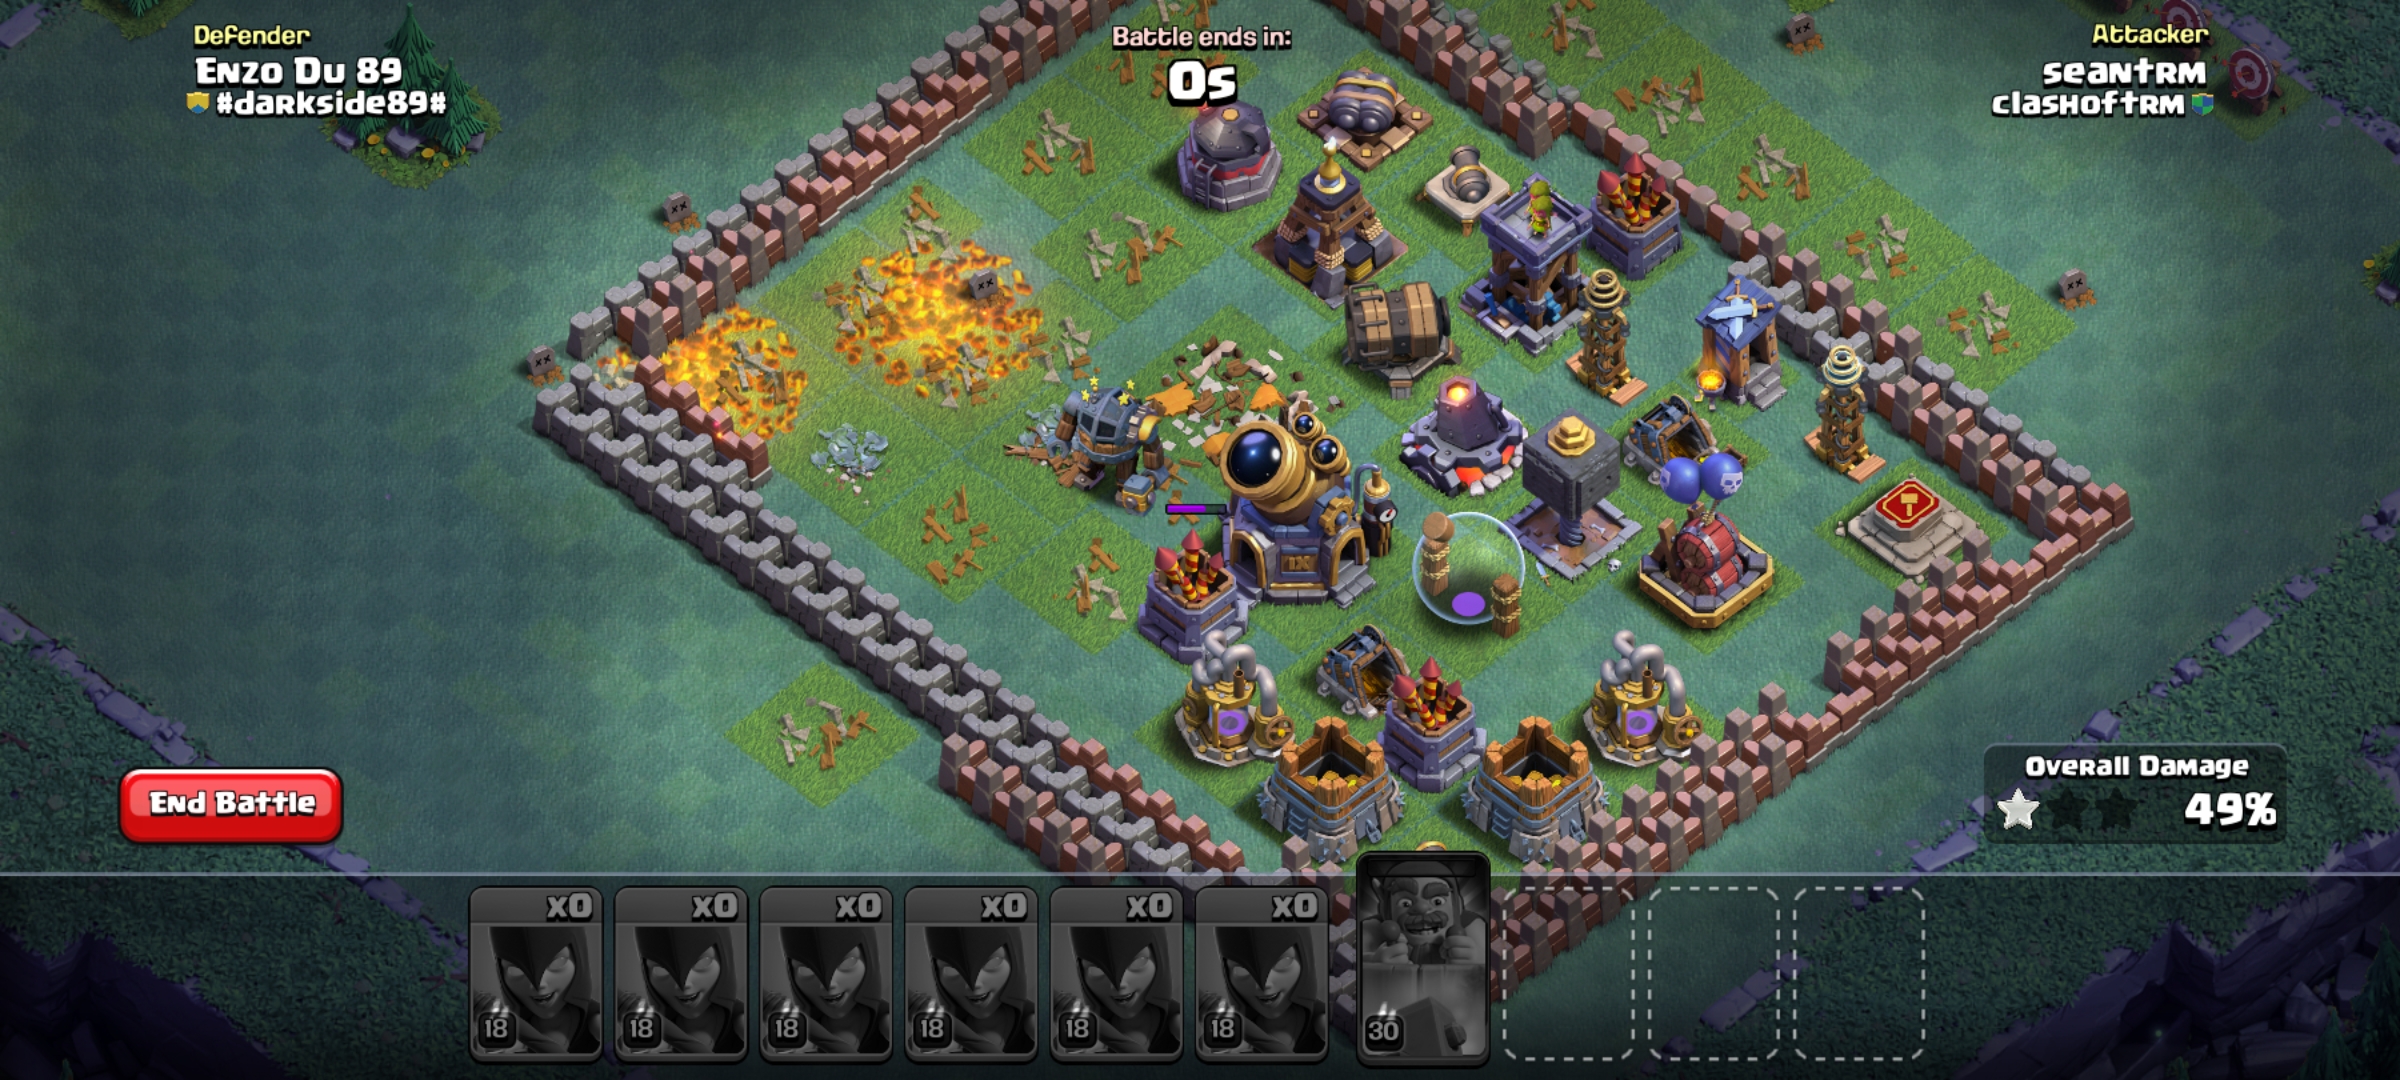 Defender
Enzo Du 89
#darkside89#
Battle ends in:
0s
Attacker
seantRM
clashoftRM
End Battle
Overall Damage
49%
x0
x0
x0
x0
x0
x0
18
18
18
18
18
18
30